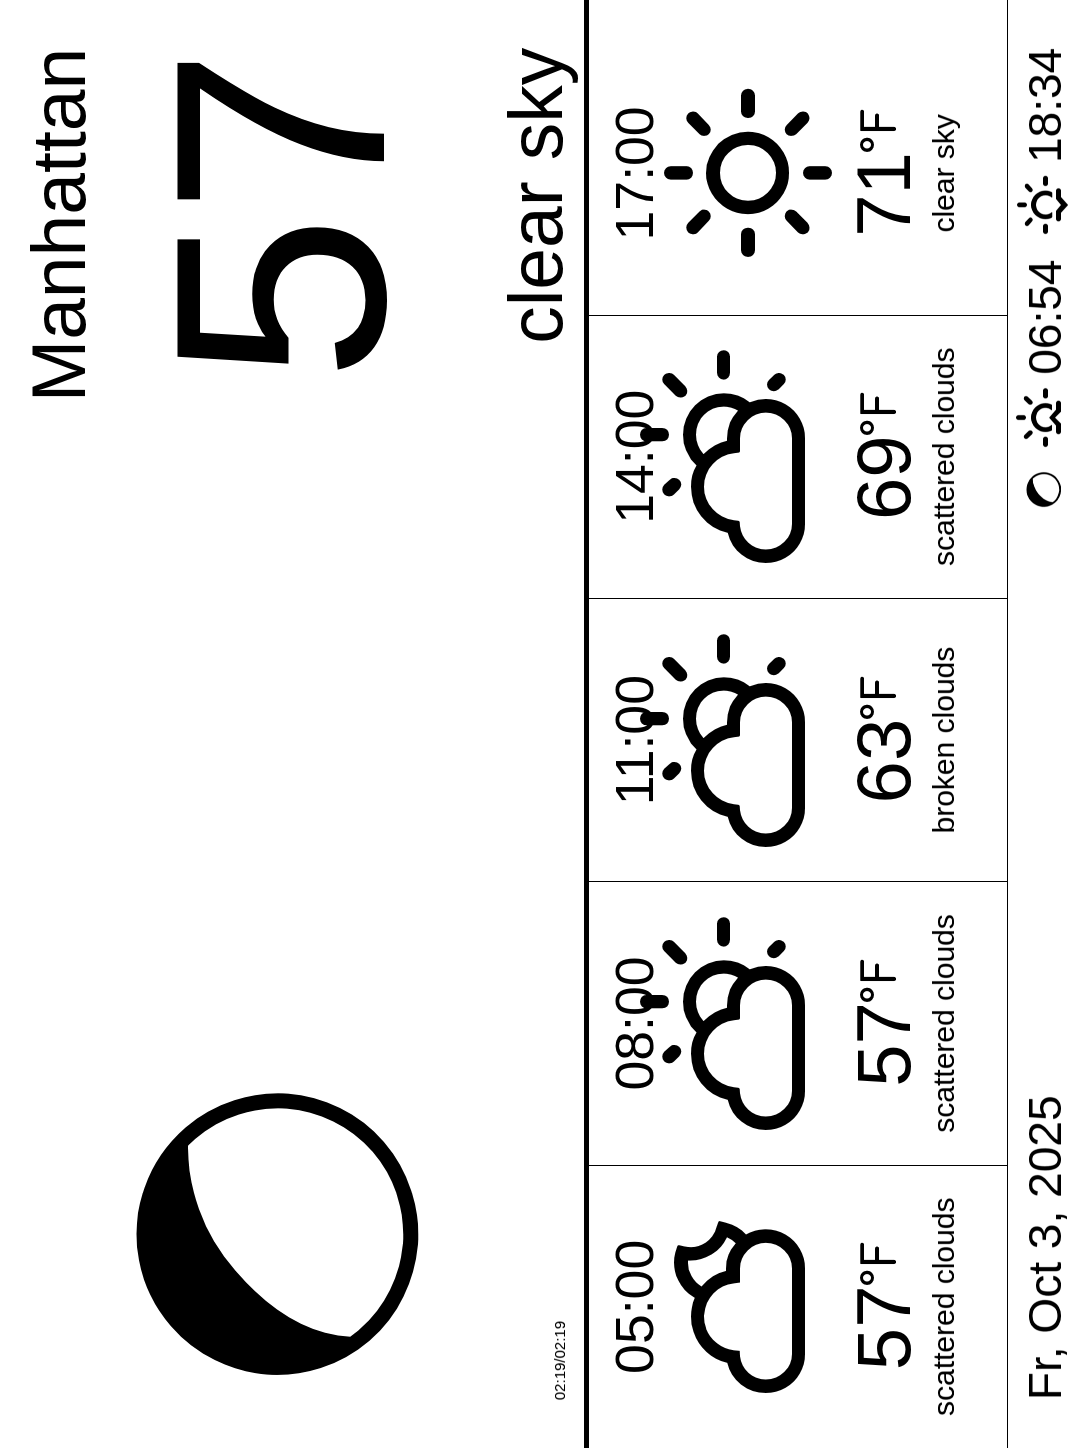 Manhattan
57
clear sky
02:19/02:19
05:00
57°F
scattered clouds
08:00
57°F
scattered clouds
11:00
63°F
broken clouds
14:00
69°F
scattered clouds
17:00
71°F
clear sky
Fr, Oct 3, 2025
06:54
18:34